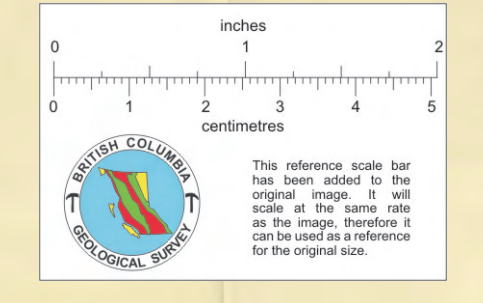 inches
0 1 2
0 1 2 3 4 5
centimetres
BRITISH COLUMBIA
GEOLOGICAL SURVEY
This reference scale bar
has been added to the
original image. It will
scale at the same rate
as the image, therefore it
can be used as a reference
for the original size.